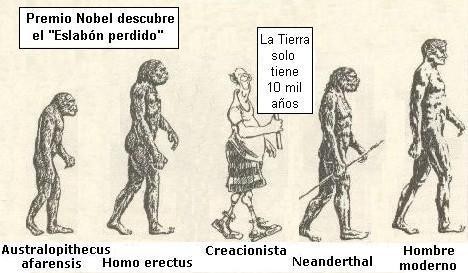 Premio Nobel descubre
el "Eslabón perdido"
La Tierra
solo
tiene
10 mil
años
Australopithecus
afarensis
Homo erectus
Creacionista
Neanderthal
Hombre
moderno